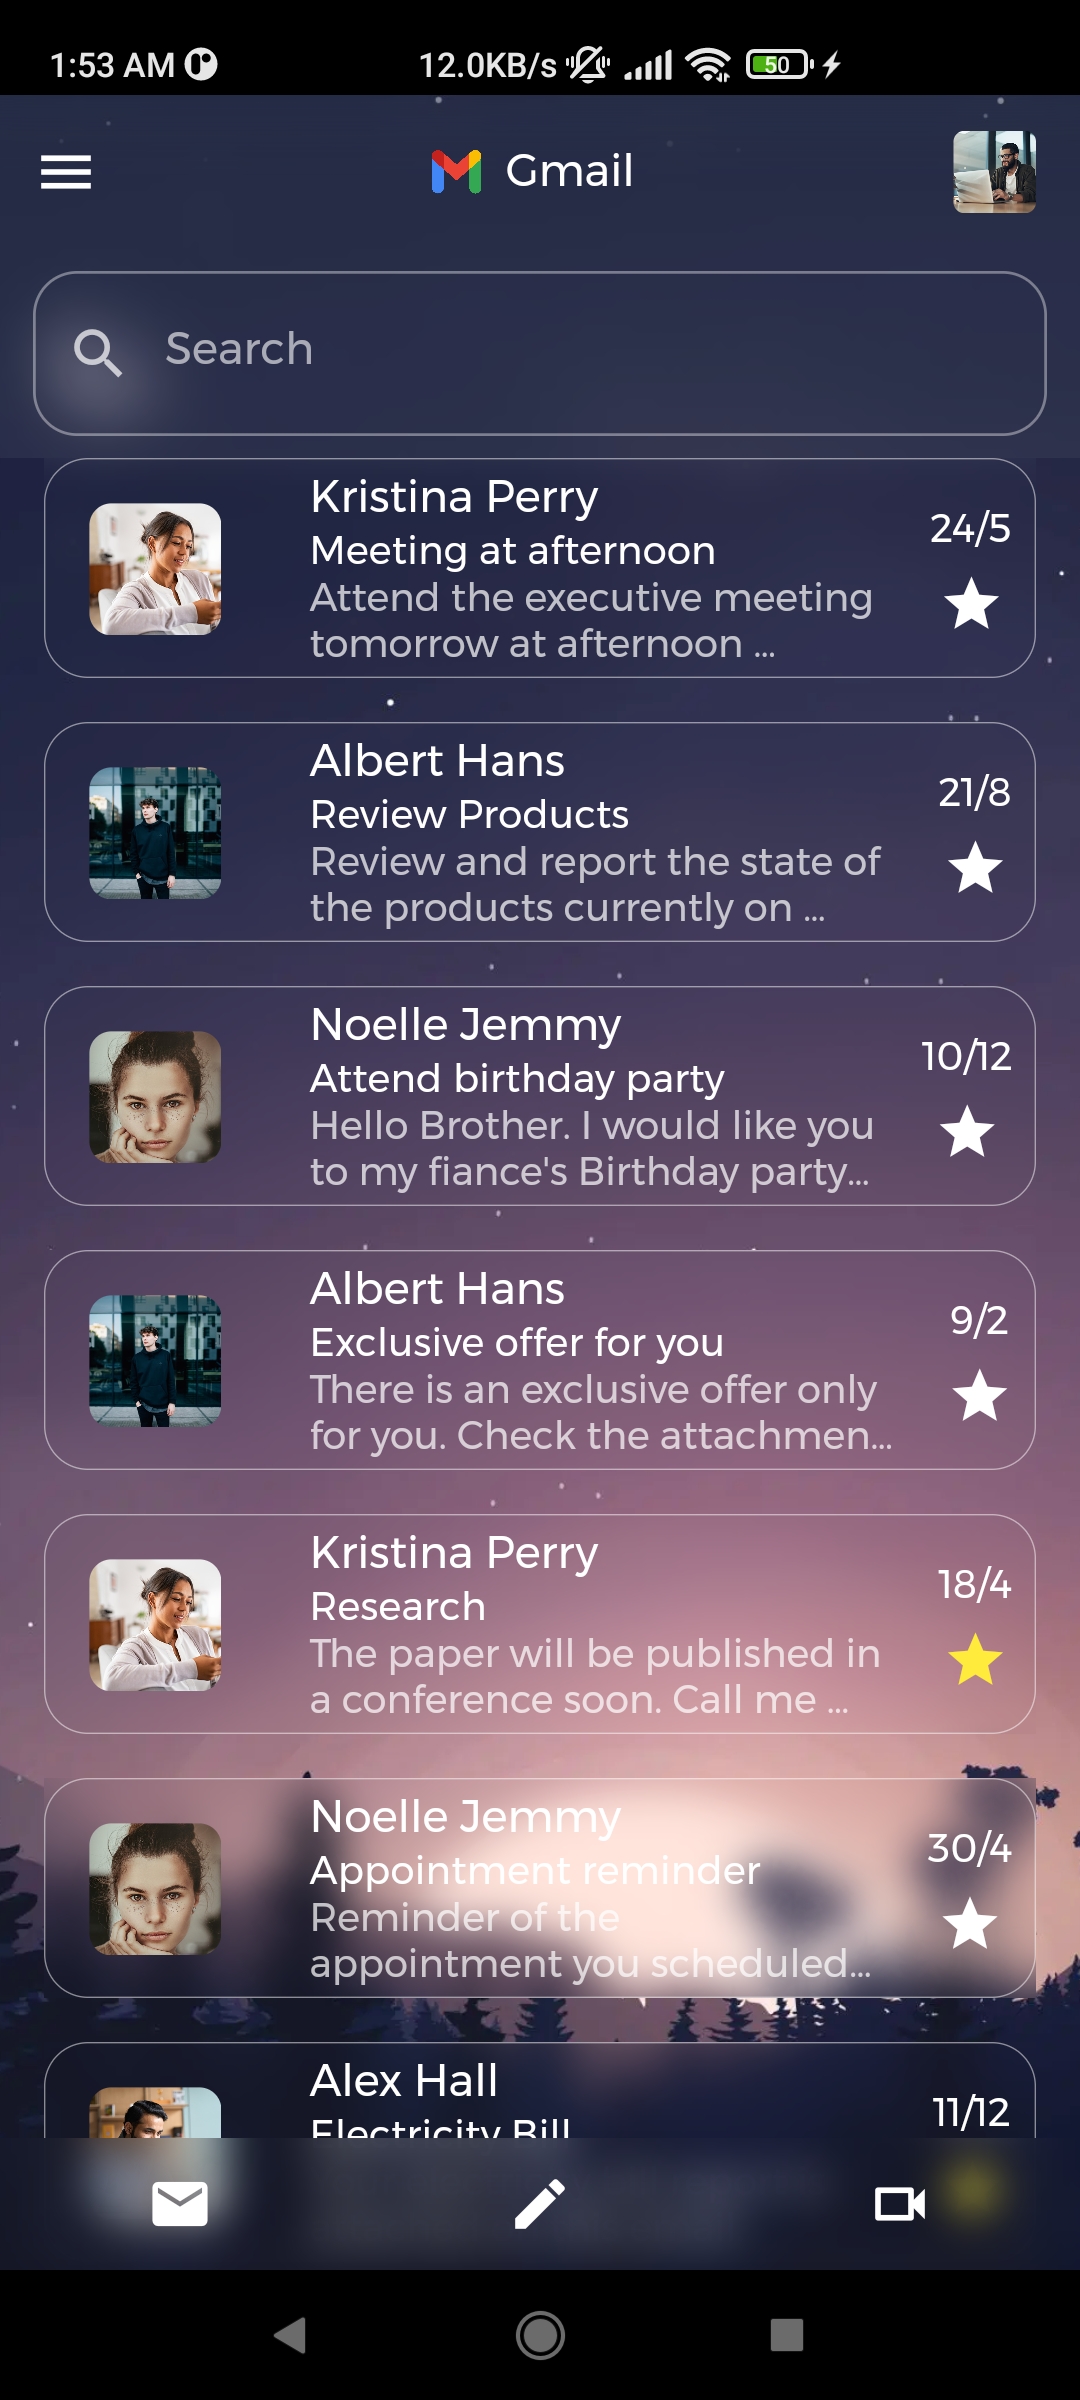 1:53 AM 12.0KB/s 50
Gmail
Search
Kristina Perry
24/5
Meeting at afternoon
Attend the executive meeting
tomorrow at afternoon ...
Albert Hans
21/8
Review Products
Review and report the state of
the products currently on ...
Noelle Jemmy
10/12
Attend birthday party
Hello Brother. I would like you
to my fiance's Birthday party...
Albert Hans
9/2
Exclusive offer for you
There is an exclusive offer only
for you. Check the attachmen...
Kristina Perry
18/4
Research
The paper will be published in
a conference soon. Call me ...
Noelle Jemmy
30/4
Appointment reminder
Reminder of the
appointment you scheduled...
Alex Hall
11/12
Electricity Bill